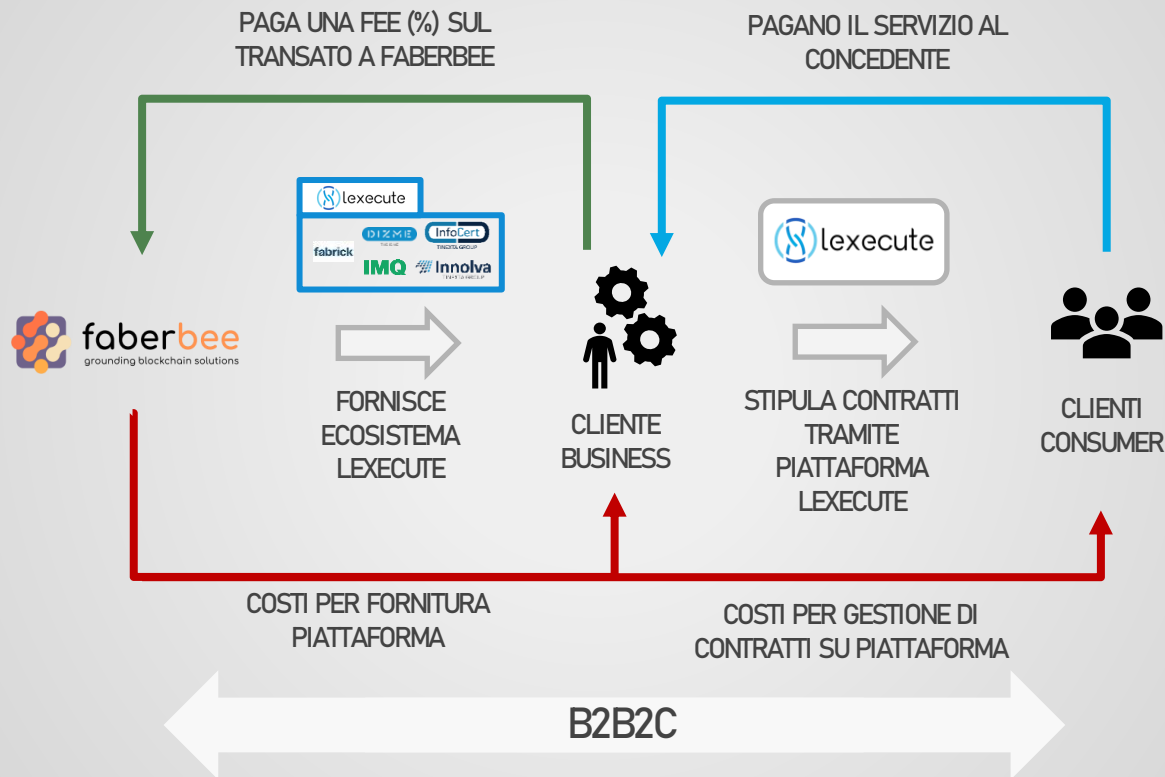 PAGA UNA FEE (%) SUL
TRANSATO A FABERBEE
PAGANO IL SERVIZIO AL
CONCEDENTE
lexecute
fabrick
DIZME
InfoCert
TINEXTA GROUP
IMQ
Innolva
lexecute
faberbee
grounding blockchain solutions
FORNISCE
ECOSISTEMA
LEXECUTE
CLIENTE
BUSINESS
STIPULA CONTRATTI
TRAMITE
PIATTAFORMA
LEXECUTE
CLIENTI
CONSUMER
COSTI PER FORNITURA
PIATTAFORMA
COSTI PER GESTIONE DI
CONTRATTI SU PIATTAFORMA
B2B2C